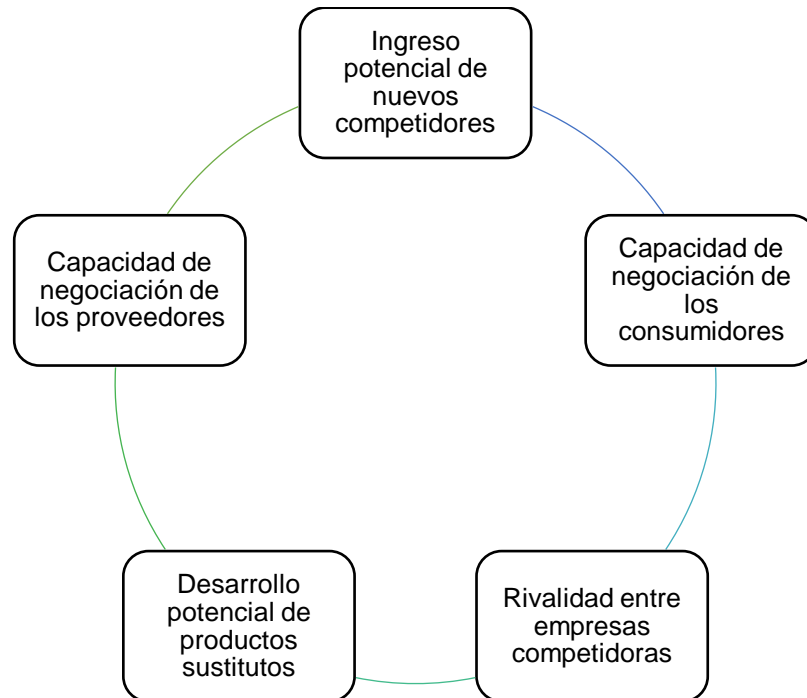 Ingreso
potencial de
nuevos
competidores
Capacidad de
negociación de
los
consumidores
Rivalidad entre
empresas
competidoras
Desarrollo
potencial de
productos
sustitutos
Capacidad de
negociación de
los proveedores